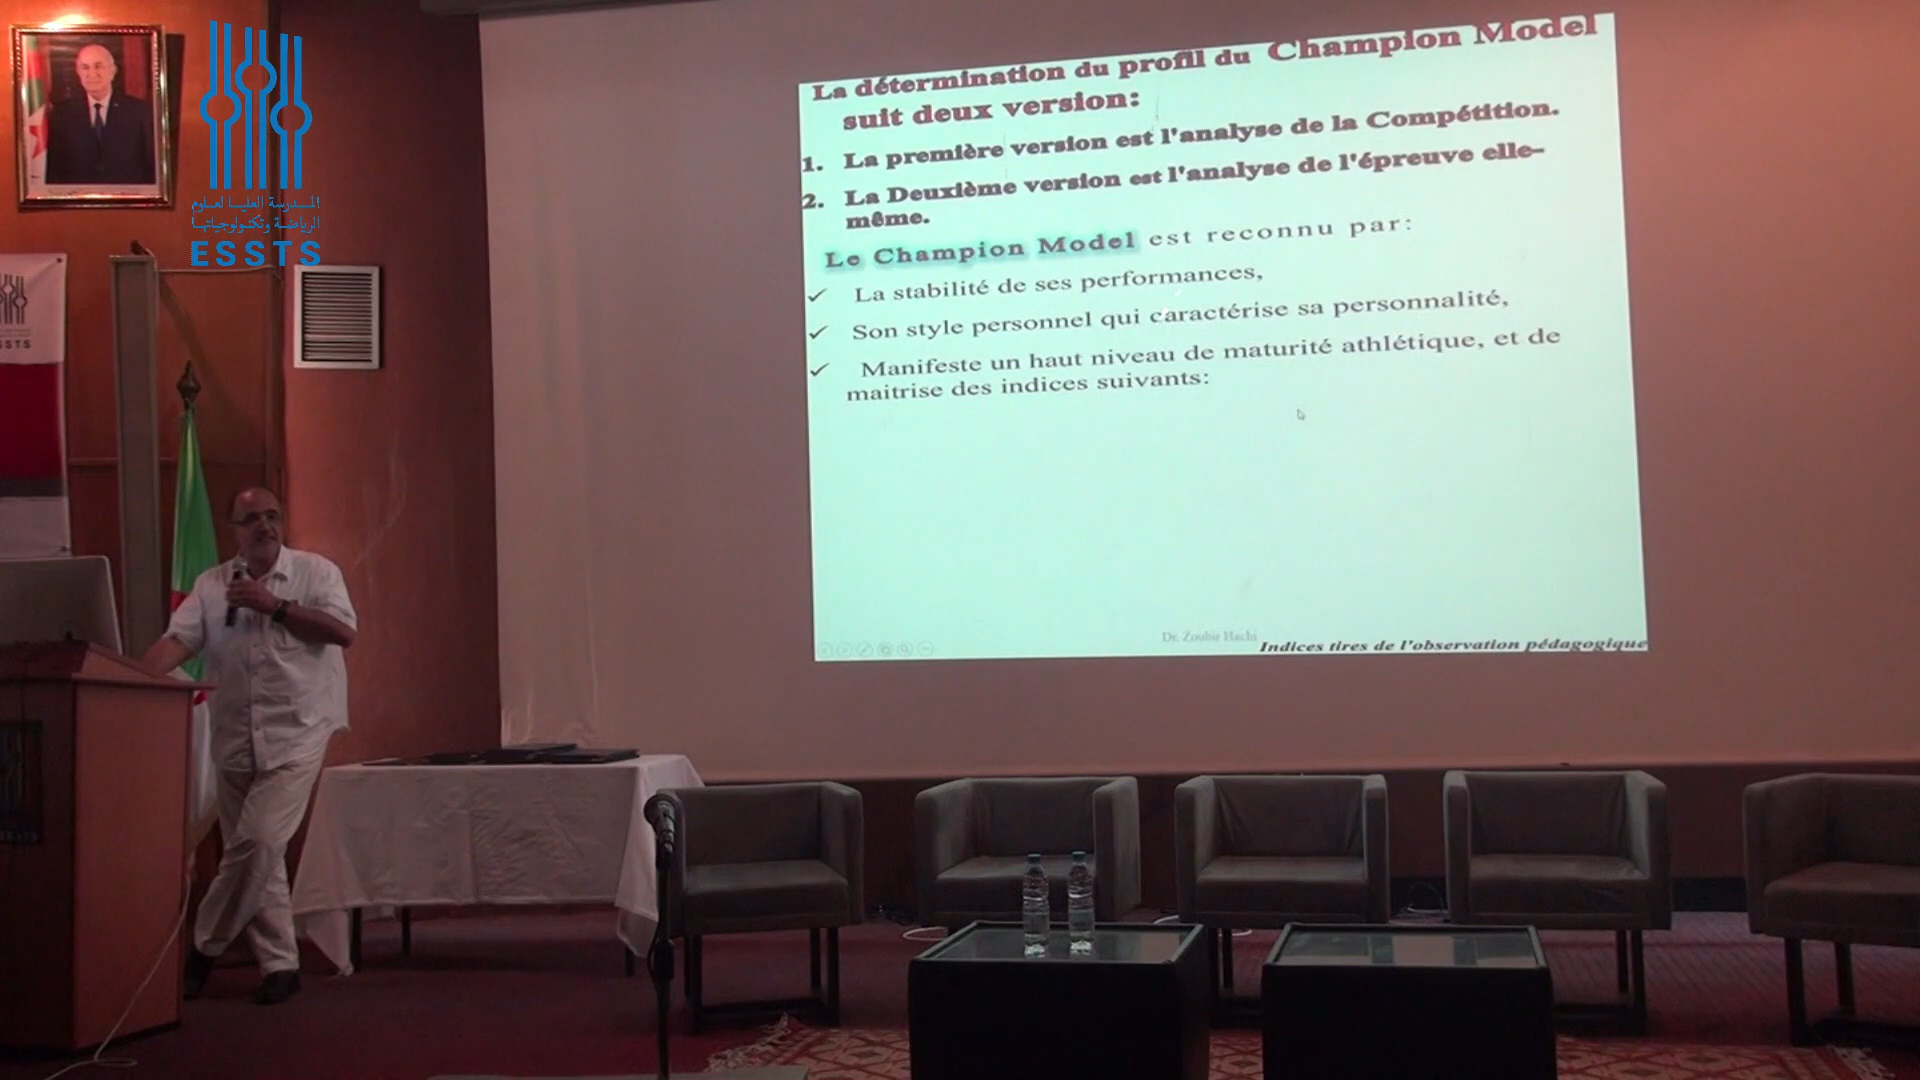 المدرسة العليا لعلوم
الرياضة وتكنولوجياتها
ESSTS
La détermination du profil du Champion Model
suit deux version:
1. La première version est l'analyse de la Compétition.
2. La Deuxième version est l'analyse de l'épreuve elle-
même.
Le Champion Model est reconnu par:
✓ La stabilité de ses performances,
✓ Son style personnel qui caractérise sa personnalité,
✓ Manifeste un haut niveau de maturité athlétique, et de
maitrise des indices suivants:
Dr. Zoubir Hachi
Indices tires de l'observation pédagogique